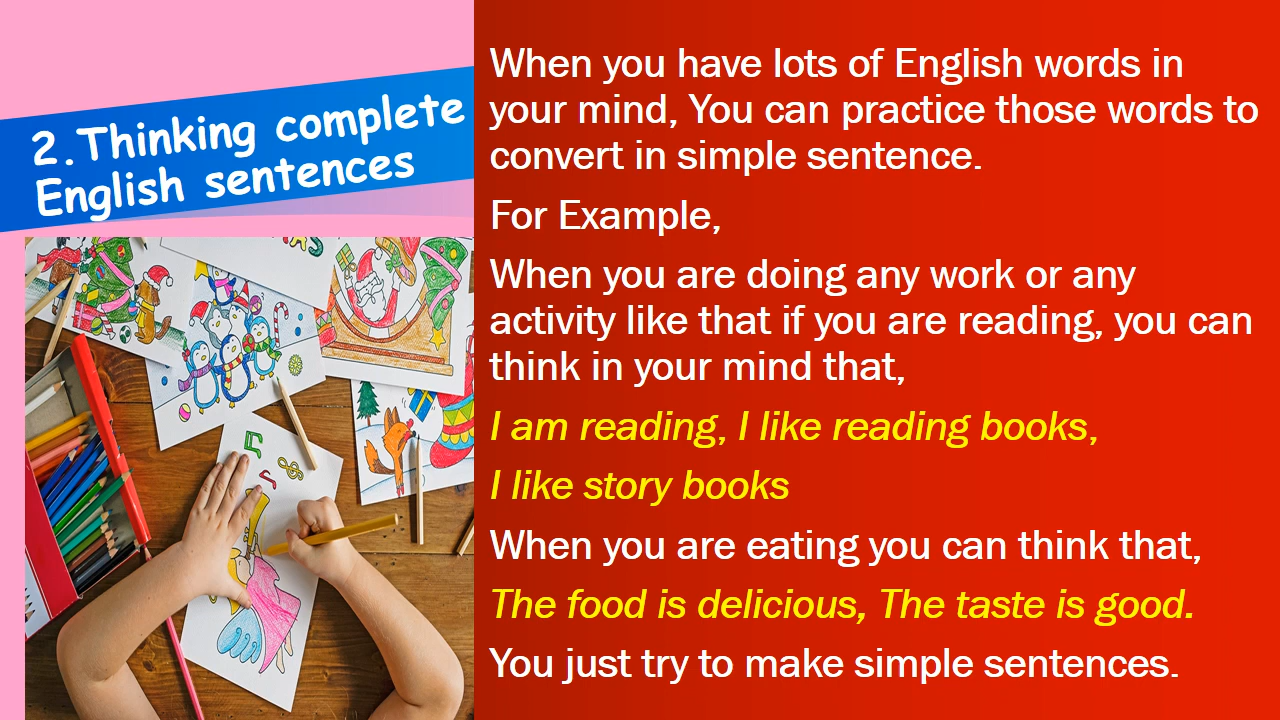 2.Thinking complete
English sentences
When you have lots of English words in
your mind, You can practice those words to
convert in simple sentence.
For Example,
When you are doing any work or any
activity like that if you are reading, you can
think in your mind that,
I am reading, I like reading books,
I like story books
When you are eating you can think that,
The food is delicious, The taste is good.
You just try to make simple sentences.